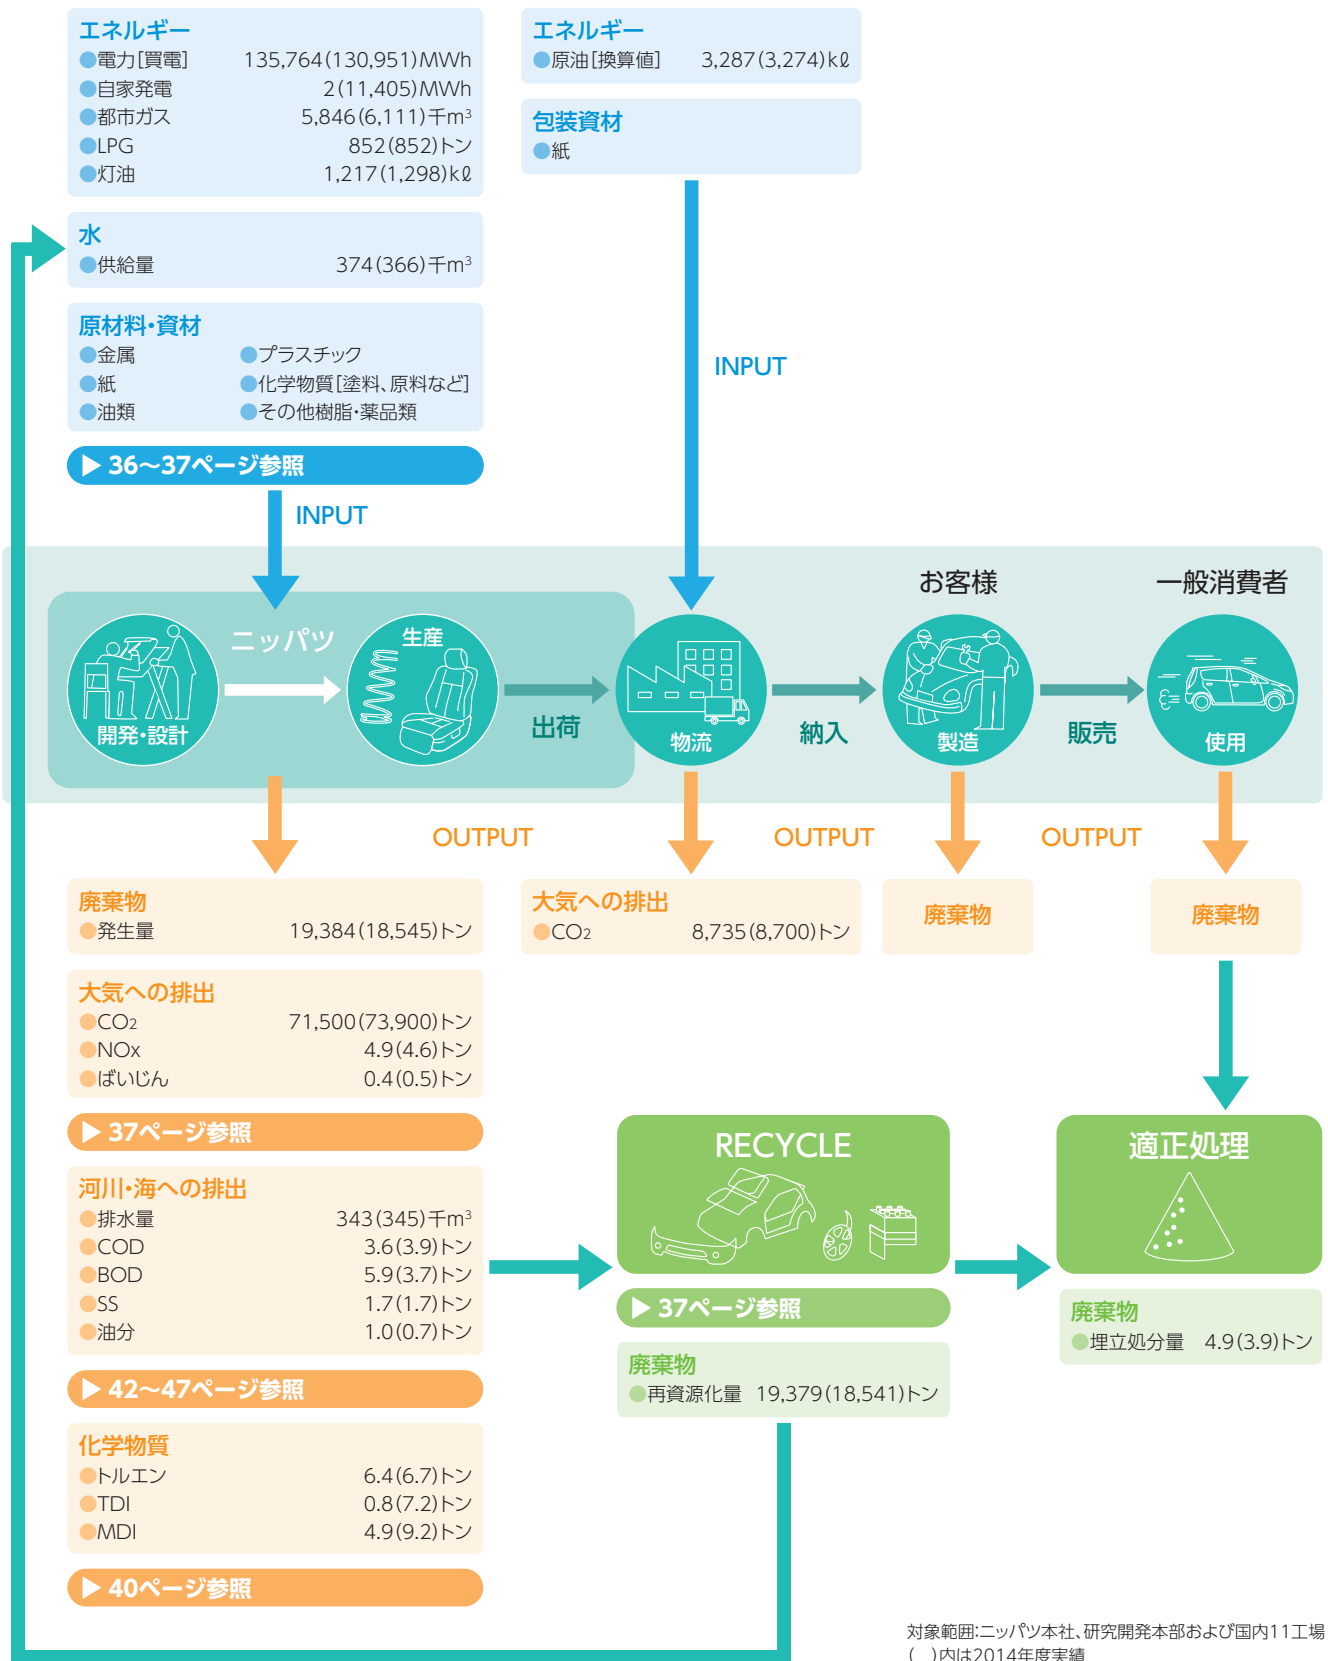 エネルギー
●電力[買電] 135,764(130,951)MWh
●自家発電 2(11,405)MWh
●都市ガス 5,846(6,111)千m³
●LPG 852(852)トン
●灯油 1,217(1,298)kℓ
水
●供給量 374(366)千m³
原材料・資材
●金属 ●プラスチック
●紙 ●化学物質[塗料、原料など]
●油類 ●その他樹脂・薬品類
▶ 36～37ページ参照
INPUT
エネルギー
●原油[換算値] 3,287(3,274)kℓ
包装資材
●紙
INPUT
お客様
一般消費者
ニッパツ
開発・設計
生産
出荷
物流
納入
製造
販売
使用
OUTPUT
OUTPUT
OUTPUT
廃棄物
●発生量 19,384(18,545)トン
大気への排出
●CO₂ 71,500(73,900)トン
●NOx 4.9(4.6)トン
●ばいじん 0.4(0.5)トン
▶ 37ページ参照
河川・海への排出
●排水量 343(345)千m³
●COD 3.6(3.9)トン
●BOD 5.9(3.7)トン
●SS 1.7(1.7)トン
●油分 1.0(0.7)トン
▶ 42～47ページ参照
化学物質
●トルエン 6.4(6.7)トン
●TDI 0.8(7.2)トン
●MDI 4.9(9.2)トン
▶ 40ページ参照
大気への排出
●CO₂ 8,735(8,700)トン
廃棄物
廃棄物
RECYCLE
▶ 37ページ参照
廃棄物
●再資源化量 19,379(18,541)トン
適正処理
廃棄物
●埋立処分量 4.9(3.9)トン
対象範囲:ニッパツ本社、研究開発本部および国内11工場
(　)内は2014年度実績